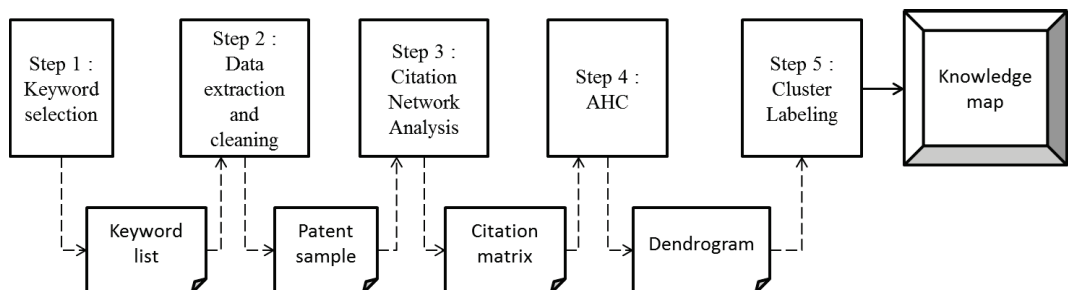 Step 1 :
Keyword
selection
Step 2 :
Data
extraction
and
cleaning
Step 3 :
Citation
Network
Analysis
Step 4 :
AHC
Step 5 :
Cluster
Labeling
Knowledge
map
Keyword
list
Patent
sample
Citation
matrix
Dendrogram